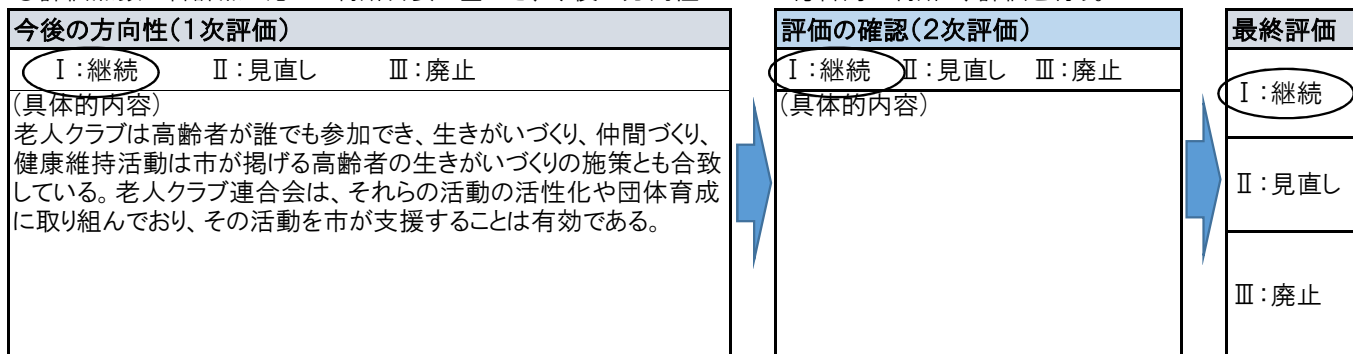 今後の方向性(1次評価)
Ⅰ:継続 Ⅱ:見直し Ⅲ:廃止
(具体的内容)
老人クラブは高齢者が誰でも参加でき、生きがいづくり、仲間づくり、
健康維持活動は市が掲げる高齢者の生きがいづくりの施策とも合致
している。老人クラブ連合会は、それらの活動の活性化や団体育成
に取り組んでおり、その活動を市が支援することは有効である。
評価の確認(2次評価)
Ⅰ:継続 Ⅱ:見直し Ⅲ:廃止
(具体的内容)
最終評価
Ⅰ:継続
Ⅱ:見直し
Ⅲ:廃止